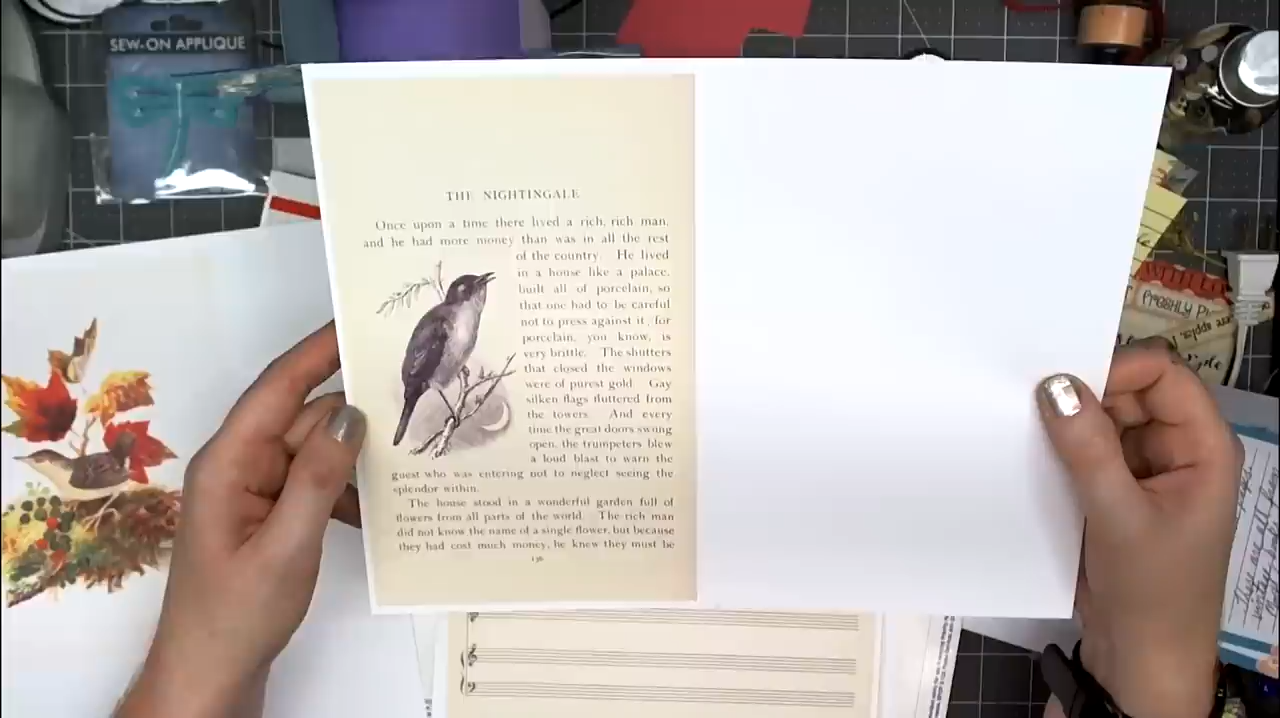 SEW-ON APPLIQUE
THE NIGHTINGALE
Once upon a time there lived a rich, rich man,
and he had more money than was in all the rest
of the country. He lived
in a house like a palace,
built all of porcelain, so
that one had to be careful
not to press against it, for
porcelain, you know, is
very brittle. The shutters
that closed the windows
were of purest gold. Gay
silken flags fluttered from
the towers. And every
time the great doors swung
open, the trumpeters blew
a loud blast to warn the
guest who was entering not to neglect seeing the
splendor within.
The house stood in a wonderful garden full of
flowers from all parts of the world. The rich man
did not know the name of a single flower, but because
they had cost much money, he knew they must be
136